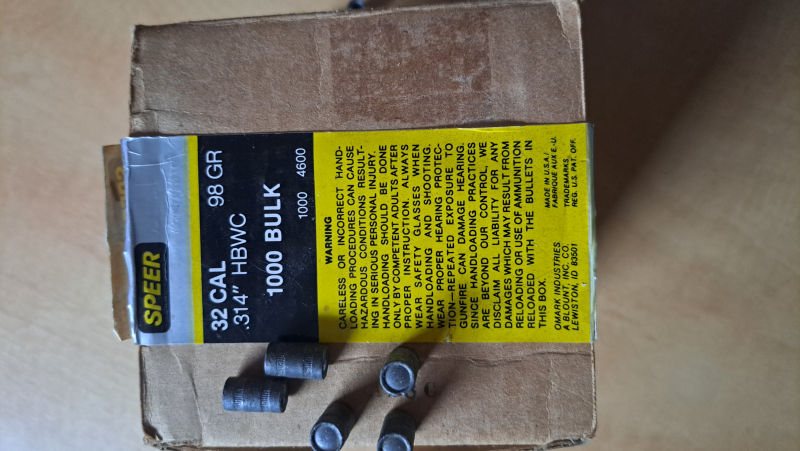 SPEER
32 CAL 98 GR
.314" HBWC
1000 BULK
1000 4600
WARNING
CARELESS OR INCORRECT HAND-
LOADING PROCEDURES CAN CAUSE
HAZARDOUS CONDITIONS RESULT-
ING IN SERIOUS PERSONAL INJURY.
HANDLOADING SHOULD BE DONE
ONLY BY COMPETENT ADULTS AFTER
PROPER INSTRUCTION. ALWAYS
WEAR SAFETY GLASSES WHEN
HANDLOADING AND SHOOTING.
WEAR PROPER HEARING PROTEC-
TION—REPEATED EXPOSURE TO
GUNFIRE CAN DAMAGE HEARING.
SINCE HANDLOADING PRACTICES
ARE BEYOND OUR CONTROL, WE
DISCLAIM ALL LIABILITY FOR ANY
DAMAGES WHICH MAY RESULT FROM
RELOADING OR USE OF AMMUNITION
RELOADED WITH THE BULLETS IN
THIS BOX.
OMARK INDUSTRIES
A BLOUNT, INC. CO.
LEWISTON, ID 83501
MADE IN U.S.A./
FABRIQUE AUX E.-U.
TRADEMARKS,
REG. U.S. PAT. OFF.